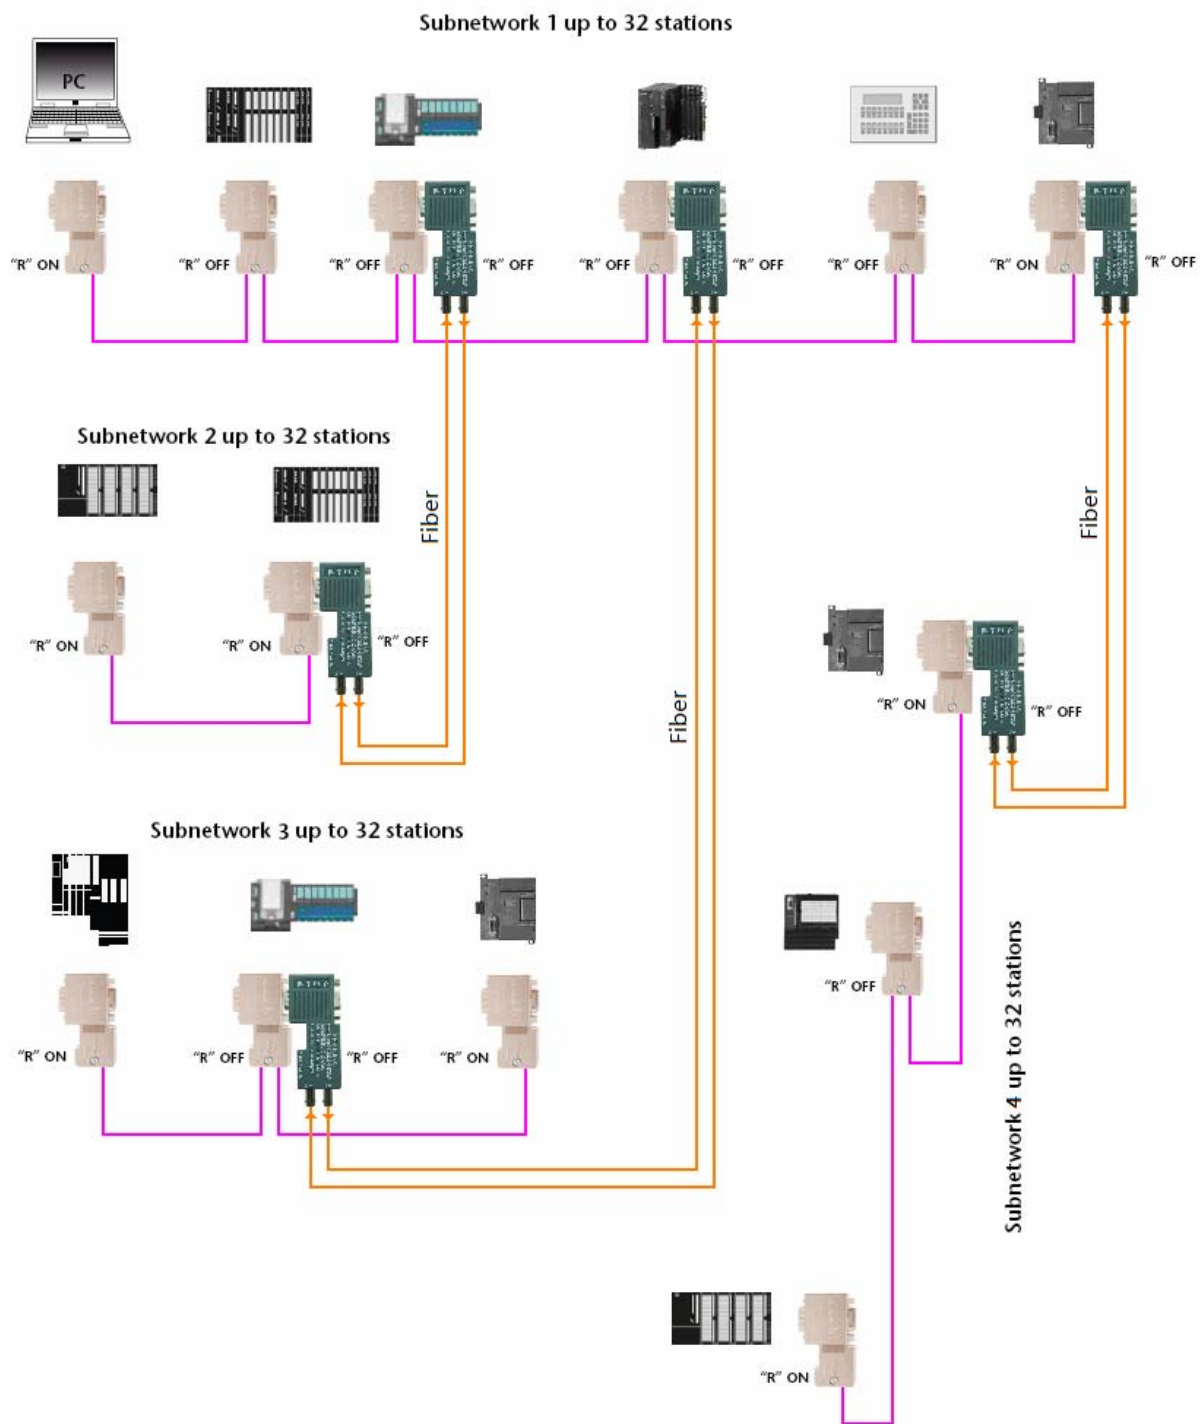 Subnetwork 1 up to 32 stations
PC
"R" ON
"R" OFF
"R" OFF
"R" OFF
"R" OFF
"R" OFF
"R" OFF
"R" ON
"R" OFF
Subnetwork 2 up to 32 stations
Fiber
Fiber
"R" ON
"R" ON
"R" OFF
Fiber
"R" ON
"R" OFF
Subnetwork 3 up to 32 stations
"R" OFF
Subnetwork 4 up to 32 stations
"R" ON
"R" OFF
"R" OFF
"R" ON
"R" ON